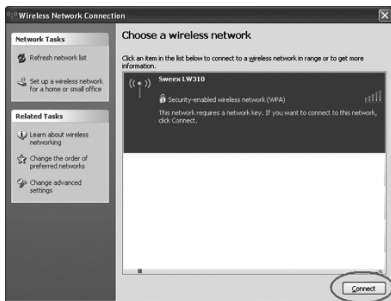 Wireless Network Connection
Network Tasks
Refresh network list
Set up a wireless network
for a home or small office
Related Tasks
Learn about wireless
networking
Change the order of
preferred networks
Change advanced
settings
Choose a wireless network
Click an item in the list below to connect to a wireless network in range or to get more
information.
Sweex LW310
Security-enabled wireless network (WPA)
This network requires a network key. If you want to connect to this network,
click Connect.
Connect